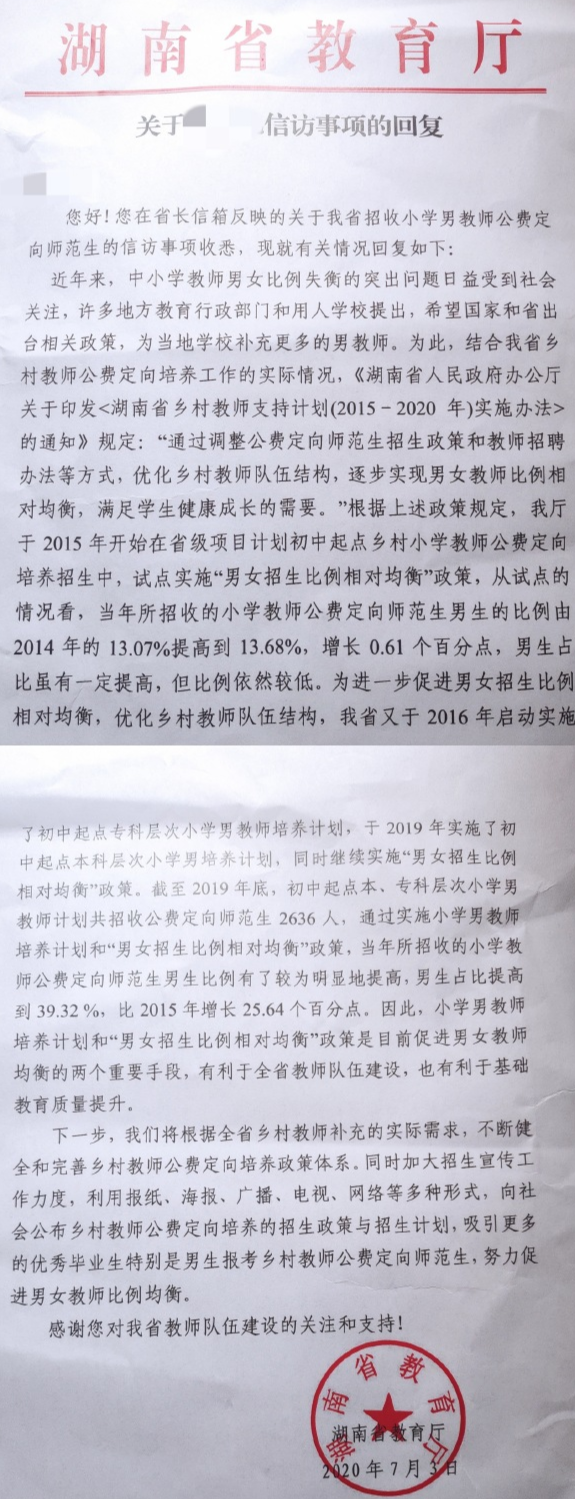 湖南省教育厅
关于 信访事项的回复
您好!您在省长信箱反映的关于我省招收小学男教师公费定
向师范生的信访事项收悉，现就有关情况回复如下：
近年来，中小学教师男女比例失衡的突出问题日益受到社会
关注，许多地方教育行政部门和用人学校提出，希望国家和省出
台相关政策，为当地学校补充更多的男教师。为此，结合我省乡
村教师公费定向培养工作的实际情况，《湖南省人民政府办公厅
关于印发<湖南省乡村教师支持计划(2015-2020 年)实施办法>
的通知》规定：“通过调整公费定向师范生招生政策和教师招聘
办法等方式，优化乡村教师队伍结构，逐步实现男女教师比例相
对均衡，满足学生健康成长的需要。”根据上述政策规定，我厅
于 2015 年开始在省级项目计划初中起点乡村小学教师公费定向
培养招生中，试点实施“男女招生比例相对均衡”政策，从试点的
情况看，当年所招收的小学教师公费定向师范生男生的比例由
2014 年的 13.07%提高到 13.68%，增长 0.61 个百分点，男生占
比虽有一定提高，但比例依然较低。为进一步促进男女招生比例
相对均衡，优化乡村教师队伍结构，我省又于 2016 年启动实施
了初中起点专科层次小学男教师培养计划，于 2019 年实施了初
中起点本科层次小学男培养计划，同时继续实施“男女招生比例
相对均衡”政策。截至 2019 年底，初中起点本、专科层次小学男
教师计划共招收公费定向师范生 2636 人，通过实施小学男教师
培养计划和“男女招生比例相对均衡”政策，当年所招收的小学教
师公费定向师范生男生比例有了较为明显地提高，男生占比提高
到 39.32 %，比 2015 年增长 25.64 个百分点。因此，小学男教师
培养计划和“男女招生比例相对均衡”政策是目前促进男女教师
均衡的两个重要手段，有利于全省教师队伍建设，也有利于基础
教育质量提升。
下一步，我们将根据全省乡村教师补充的实际需求，不断健
全和完善乡村教师公费定向培养政策体系。同时加大招生宣传工
作力度，利用报纸、海报、广播、电视、网络等多种形式，向社
会公布乡村教师公费定向培养的招生政策与招生计划，吸引更多
的优秀毕业生特别是男生报考乡村教师公费定向师范生，努力促
进男女教师比例均衡。
感谢您对我省教师队伍建设的关注和支持!
湖南省教育厅
湖南省教育厅
2020 年 7 月 3 日